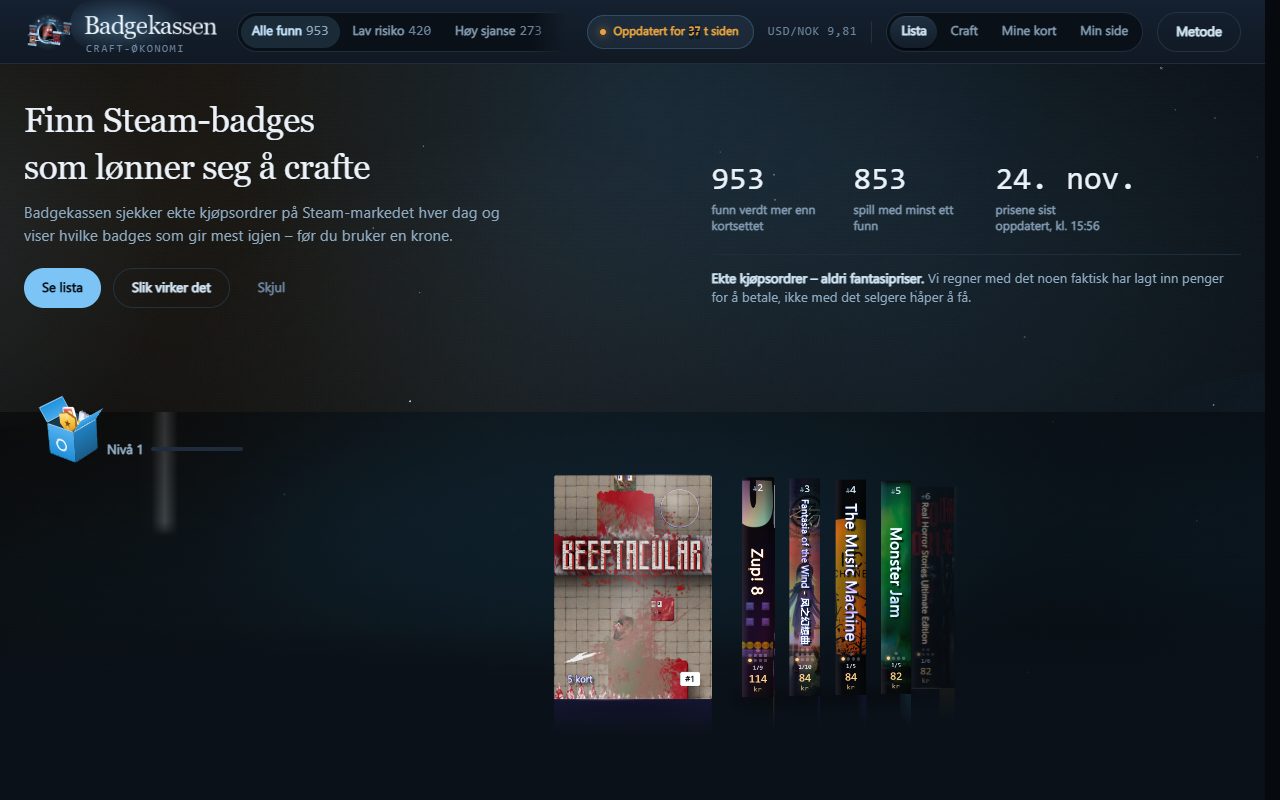 Badgekassen
CRAFT-ØKONOMI
Alle funn 953
Lav risiko 420
Høy sjanse 273
Oppdatert for 37 t siden
USD/NOK 9,81
Lista
Craft
Mine kort
Min side
Metode
Finn Steam-badges
som lønner seg å crafte
Badgekassen sjekker ekte kjøpsordrer på Steam-markedet hver dag og
viser hvilke badges som gir mest igjen – før du bruker en krone.
Se lista
Slik virker det
Skjul
953
funn verdt mer enn
kortsettet
853
spill med minst ett
funn
24. nov.
prisene sist
oppdatert, kl. 15:56
Ekte kjøpsordrer – aldri fantasipriser. Vi regner med det noen faktisk har lagt inn penger
for å betale, ikke med det selgere håper å få.
Nivå 1
BEEFTACULAR
5 kort
#1
#2
Zup! 8
1/9
114
kr
#3
Fantasia of the Wind - 风之幻想曲
1/10
84
kr
#4
The Music Machine
1/5
84
kr
#5
Monster Jam
1/5
82
kr
#6
Real Horror Stories Ultimate Edition
1/6
82
kr